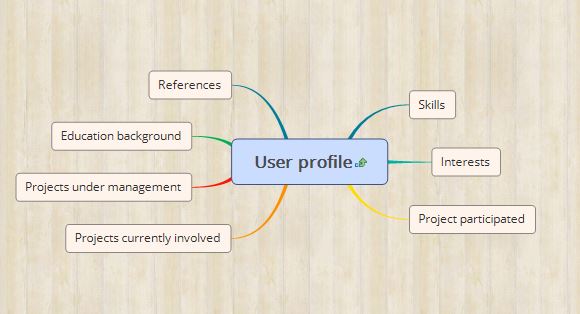 References
Skills
Education background
User profile
Interests
Projects under management
Project participated
Projects currently involved